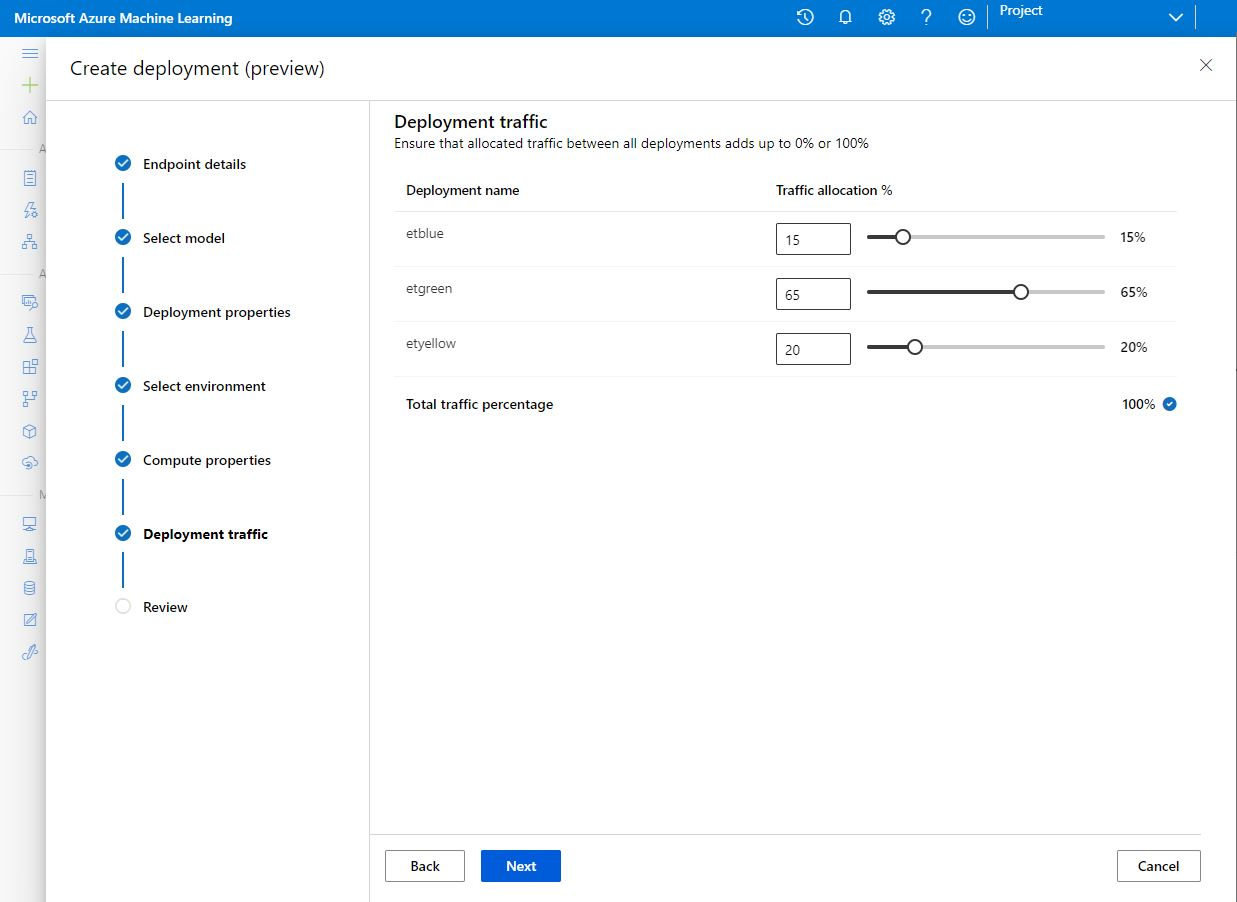 Microsoft Azure Machine Learning
Project
Create deployment (preview)
A
A
M
Endpoint details
Select model
Deployment properties
Select environment
Compute properties
Deployment traffic
Review
Deployment traffic
Ensure that allocated traffic between all deployments adds up to 0% or 100%
Deployment name Traffic allocation %
etblue 15 15%
etgreen 65 65%
etyellow 20 20%
Total traffic percentage 100%
Back Next Cancel